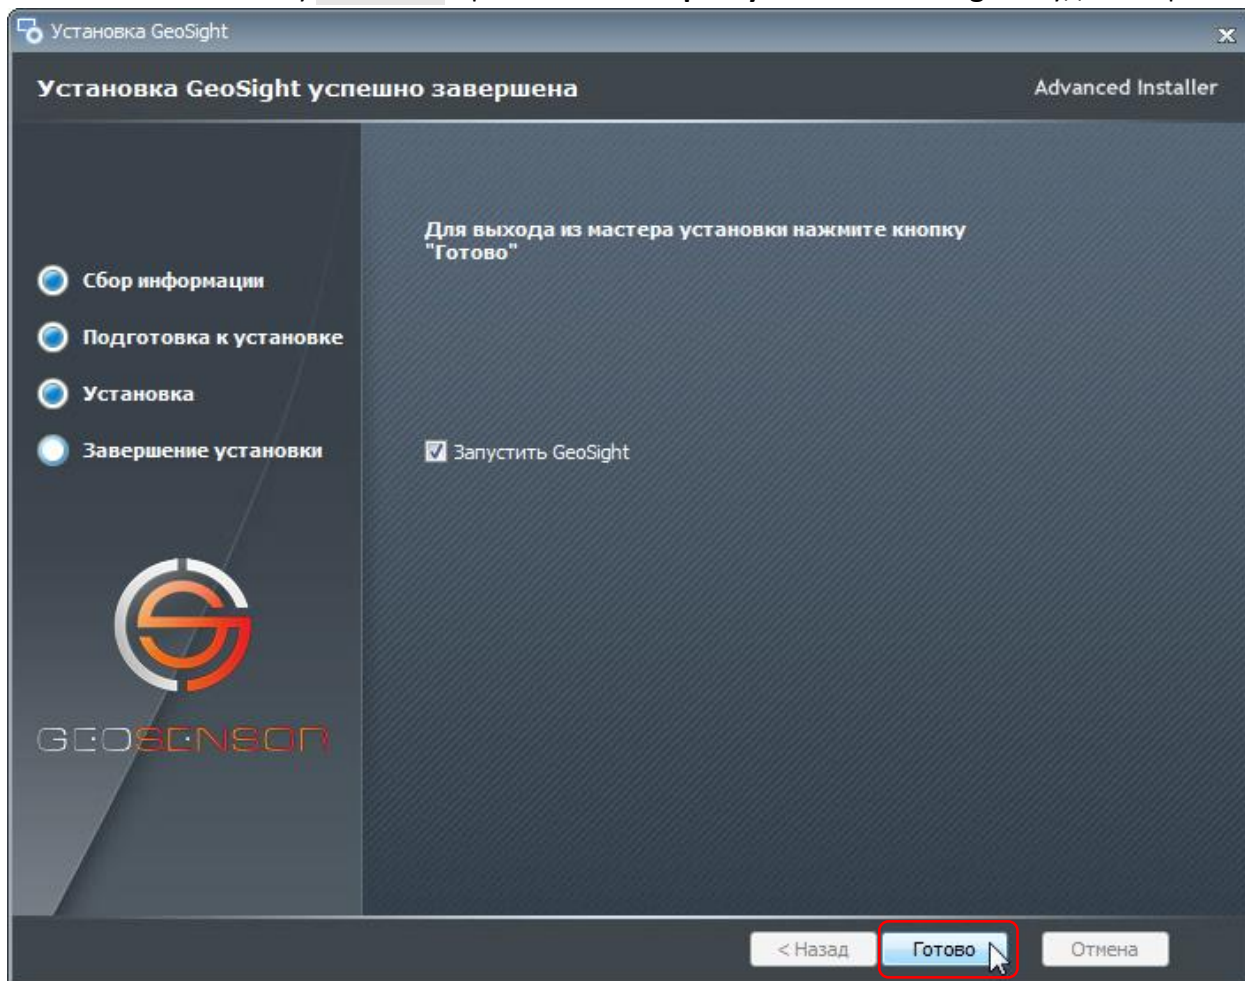 Установка GeoSight
Установка GeoSight успешно завершена
Advanced Installer
Для выхода из мастера установки нажмите кнопку
"Готово"
Сбор информации
Подготовка к установке
Установка
Завершение установки
Запустить GeoSight
GEOSENSOR
< Назад
Готово
Отмена